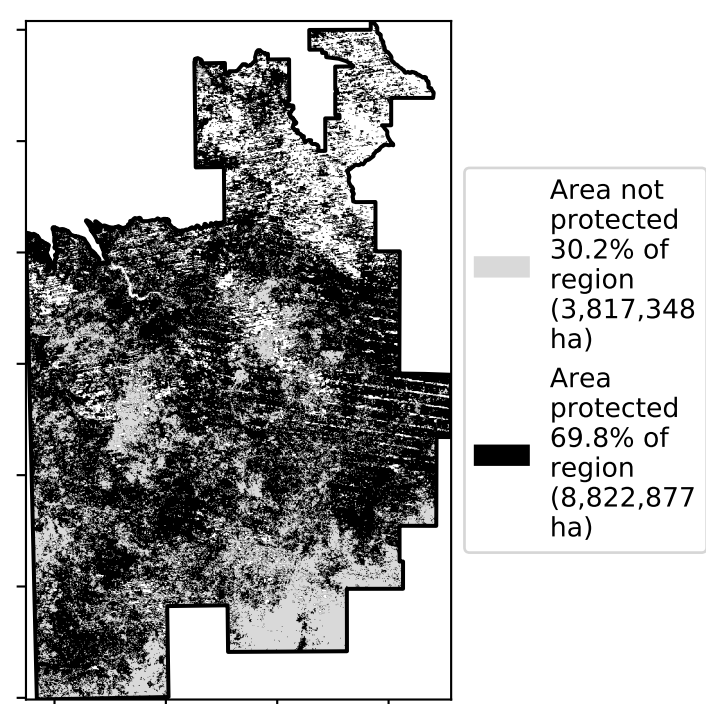 Area not
protected
30.2% of
region
(3,817,348
ha)
Area
protected
69.8% of
region
(8,822,877
ha)